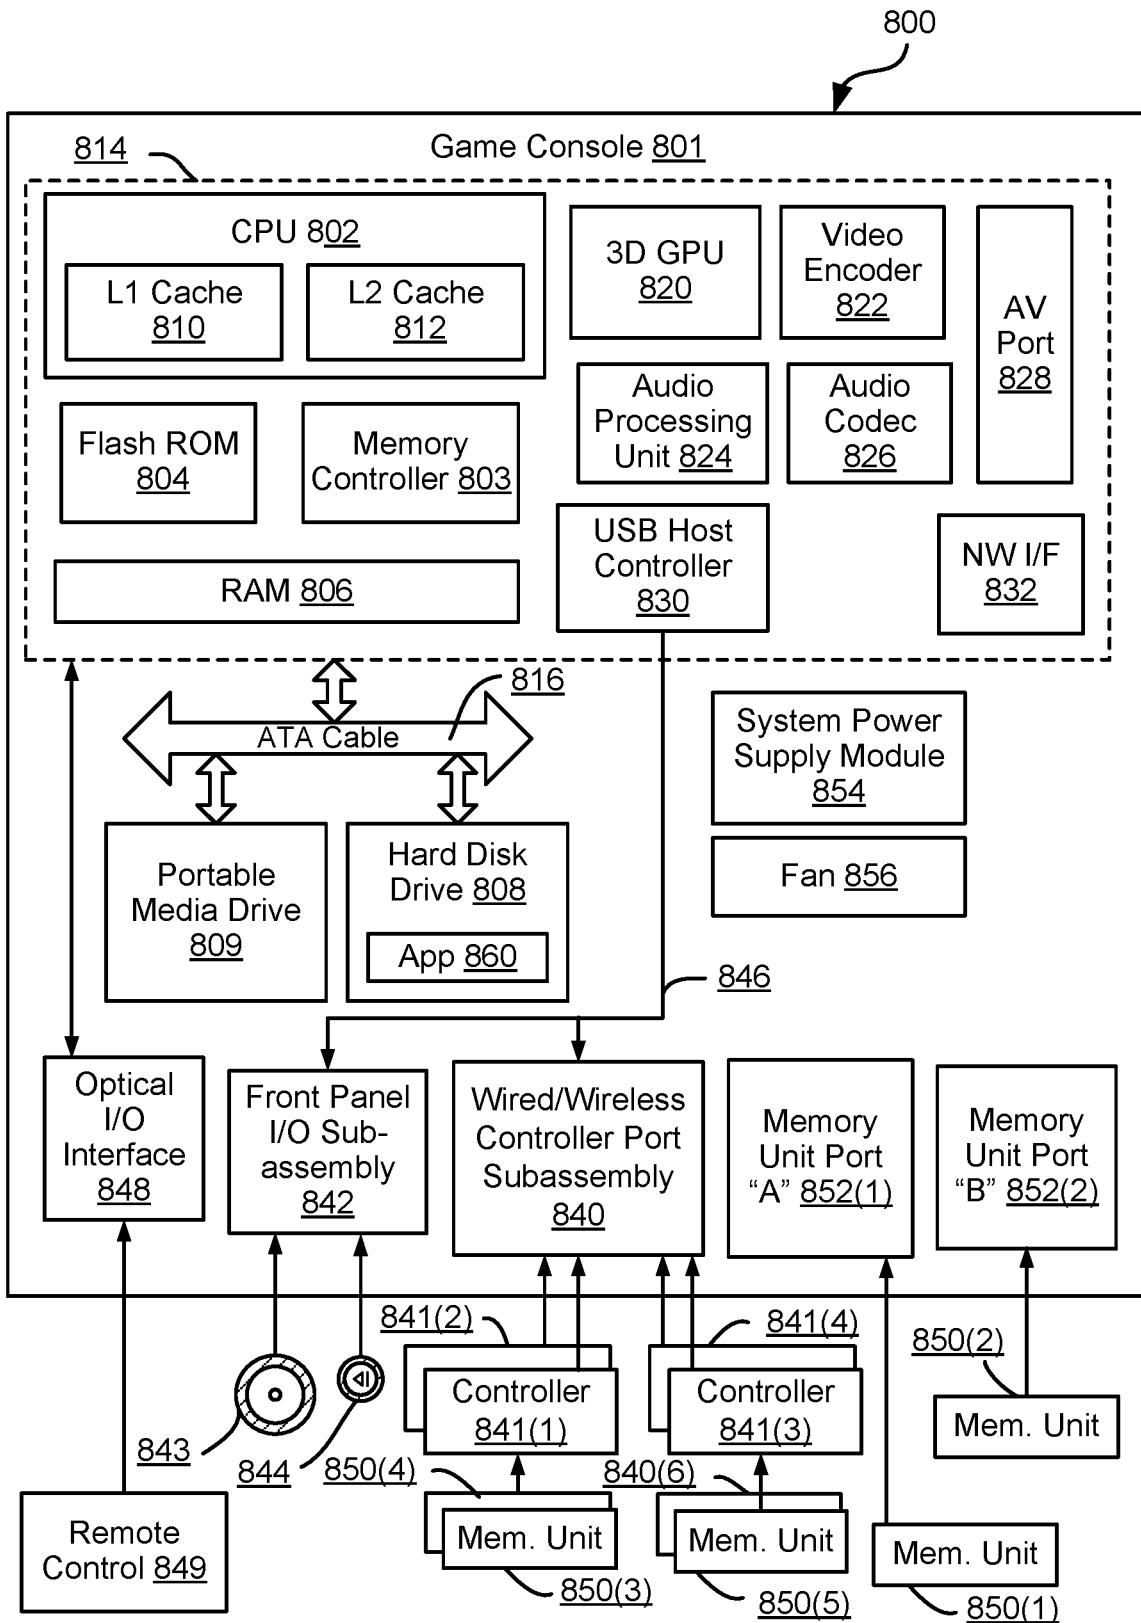 800
Game Console 801
814
CPU 802
L1 Cache
810
L2 Cache
812
3D GPU
820
Video
Encoder
822
AV
Port
828
Flash ROM
804
Memory
Controller 803
Audio
Processing
Unit 824
Audio
Codec
826
RAM 806
USB Host
Controller
830
NW I/F
832
816
ATA Cable
System Power
Supply Module
854
Fan 856
Portable
Media Drive
809
Hard Disk
Drive 808
App 860
846
Optical
I/O
Interface
848
Front Panel
I/O Sub-
assembly
842
Wired/Wireless
Controller Port
Subassembly
840
Memory
Unit Port
“A” 852(1)
Memory
Unit Port
“B” 852(2)
841(2)
841(4)
850(2)
Controller
841(1)
Controller
841(3)
Mem. Unit
843
844
850(4)
840(6)
Remote
Control 849
Mem. Unit
850(3)
Mem. Unit
850(5)
Mem. Unit
850(1)